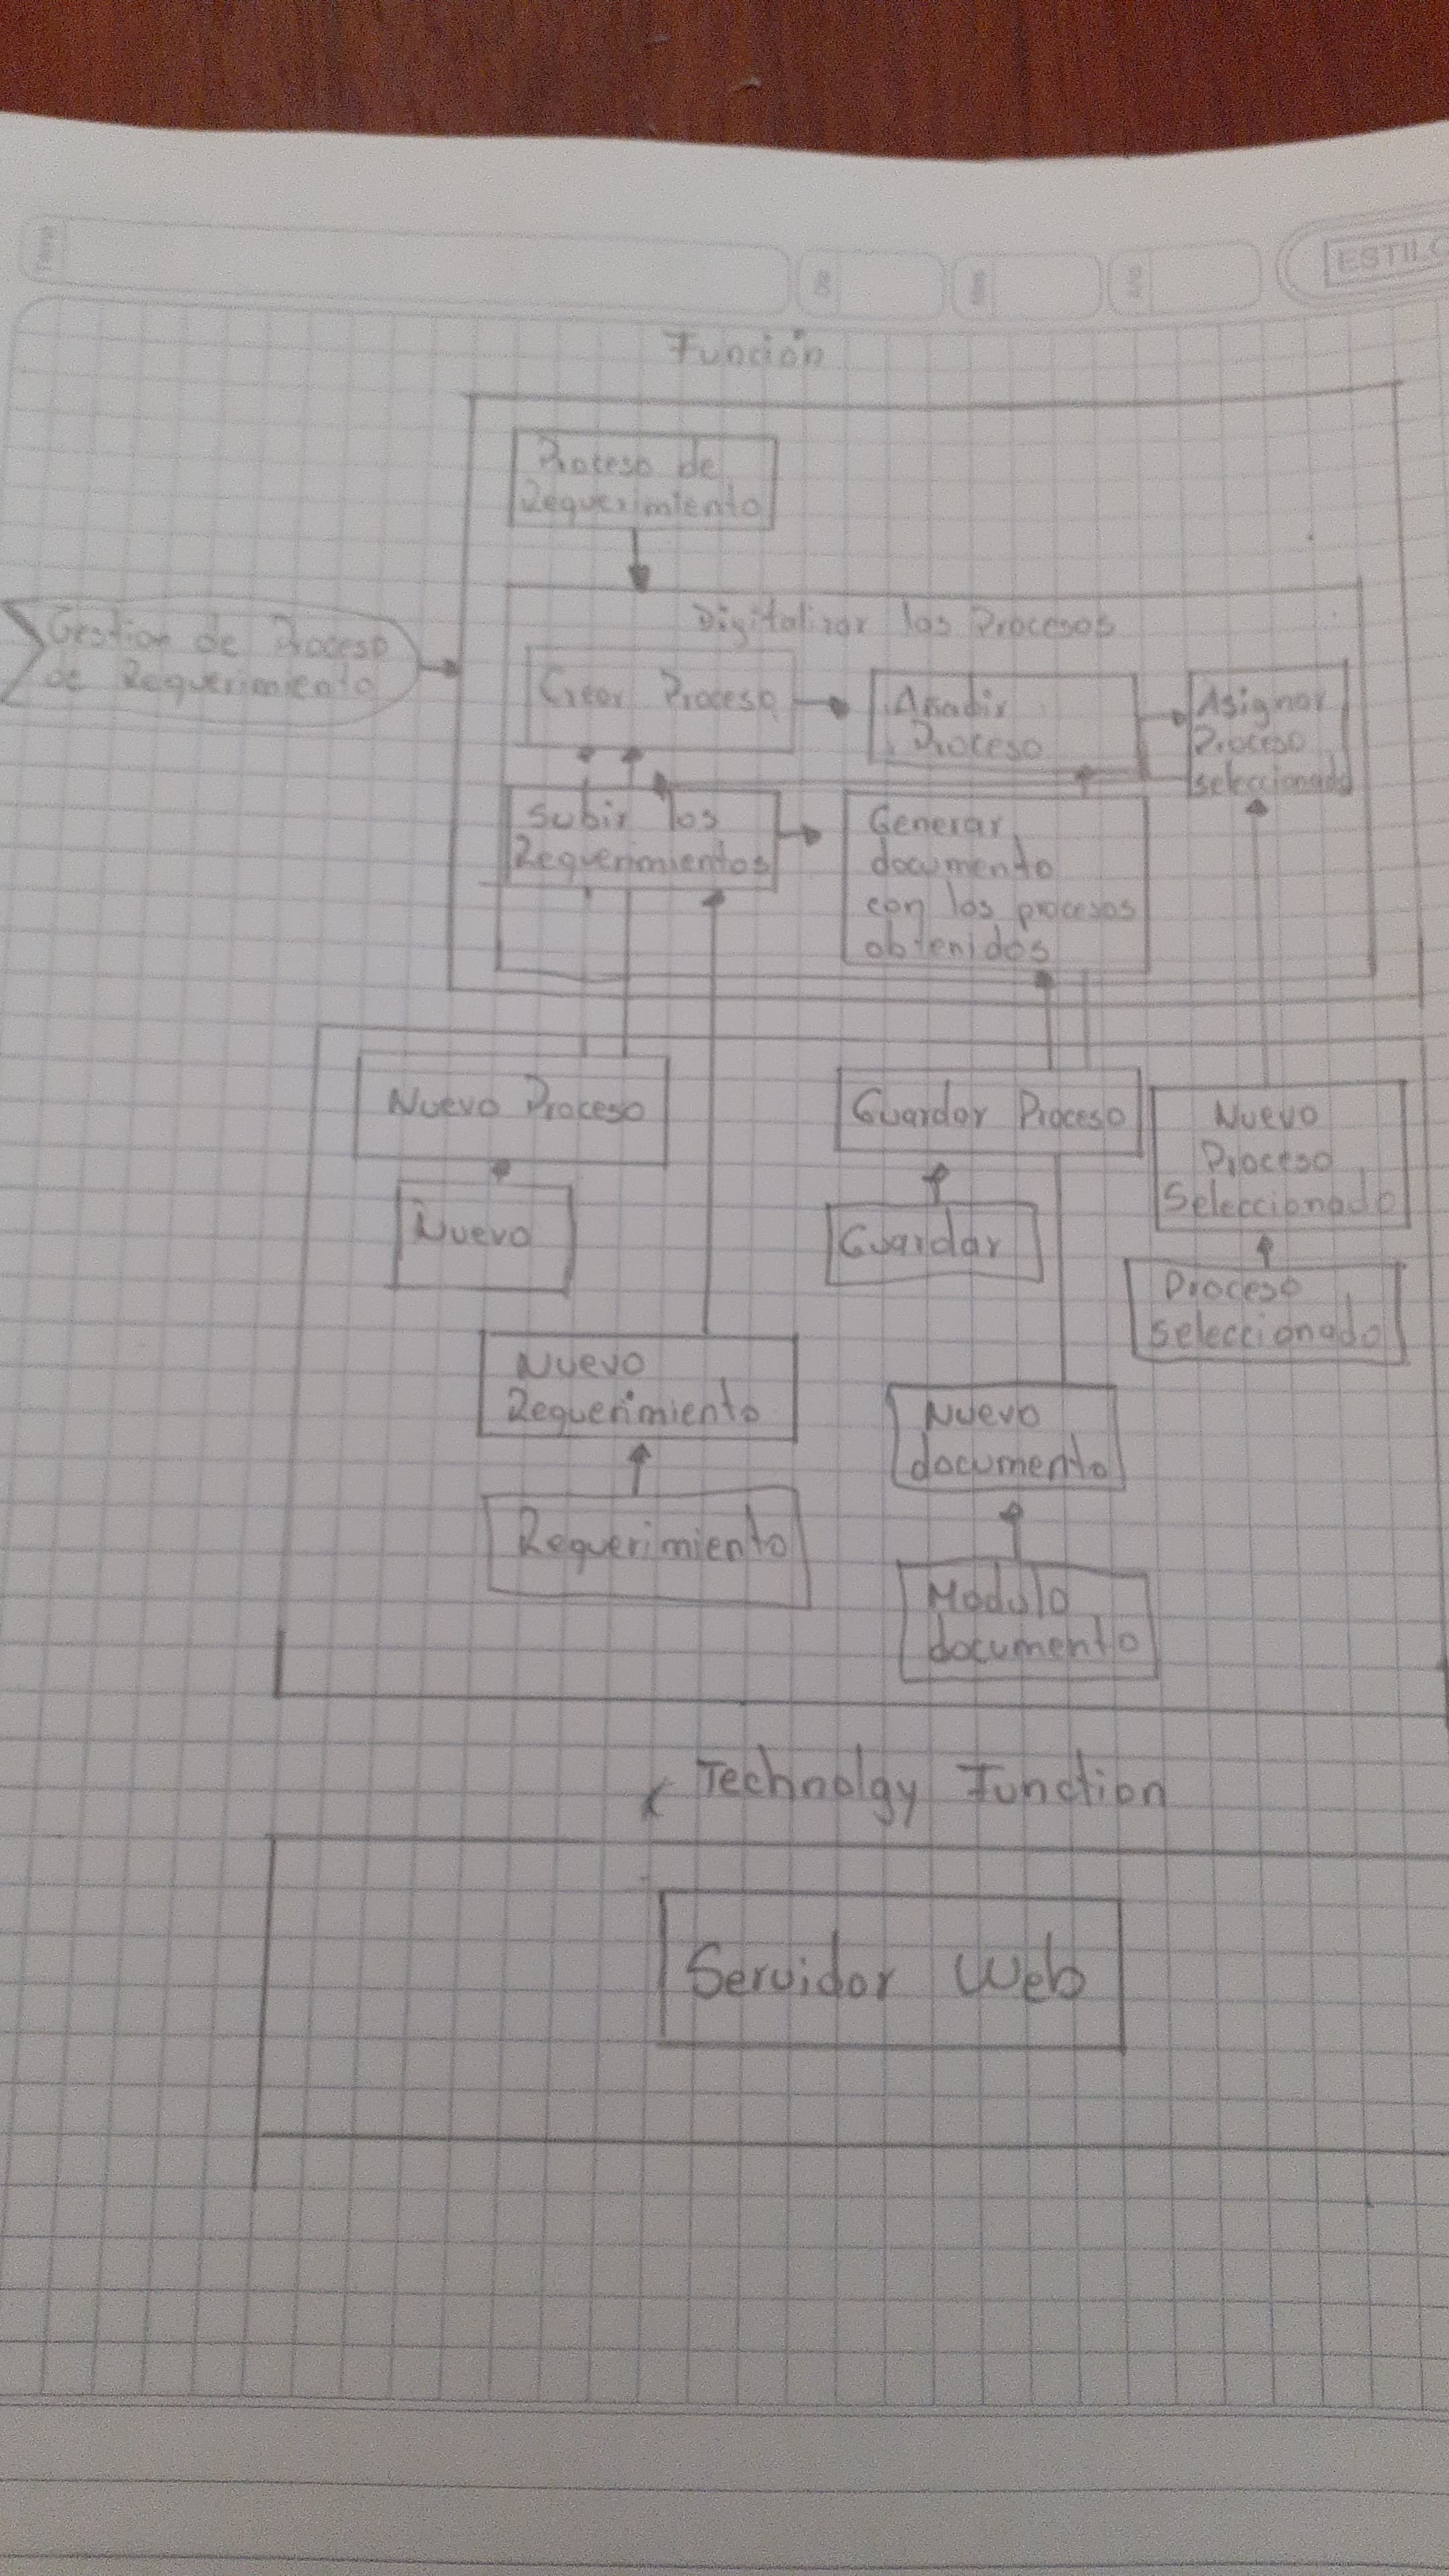 ESTILO
Función
Proceso de
Requerimiento
Gestion de Proceso
de Requerimiento
Digitalizar los Procesos
Crear Proceso
Añadir
Proceso
Asignar
Proceso
seleccionado
Subir los
Requerimientos
Generar
documento
con los procesos
obtenidos
Nuevo Proceso
Guardar Proceso
Nuevo
Proceso
Seleccionado
Nuevo
Guardar
Proceso
seleccionado
Nuevo
Requerimiento
Nuevo
documento
Requerimiento
Modulo
documento
Technolgy Function
Servidor Web